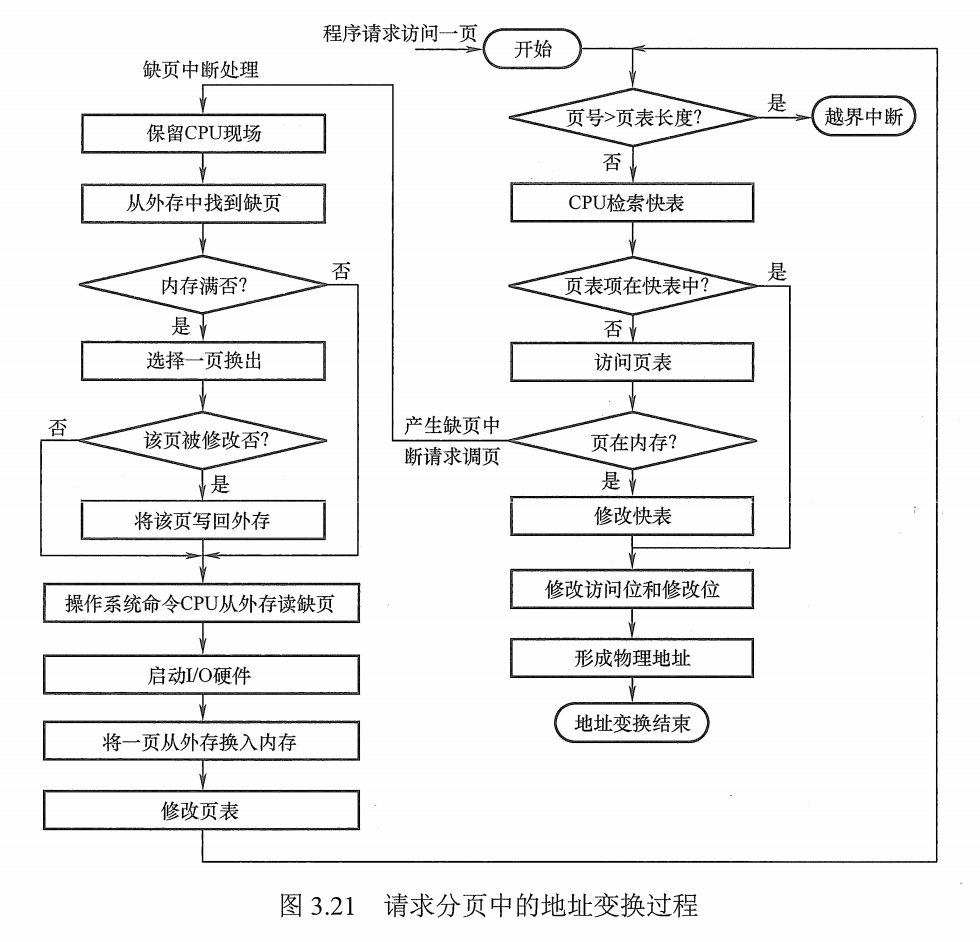 程序请求访问一页
开始
缺页中断处理
页号>页表长度?
是
越界中断
保留CPU现场
否
从外存中找到缺页
CPU检索快表
内存满否?
否
页表项在快表中?
是
是
否
选择一页换出
访问页表
否
该页被修改否?
产生缺页中
断请求调页
页在内存?
是
是
将该页写回外存
修改快表
操作系统命令CPU从外存读缺页
修改访问位和修改位
启动I/O硬件
形成物理地址
将一页从外存换入内存
地址变换结束
修改页表
图 3.21 请求分页中的地址变换过程